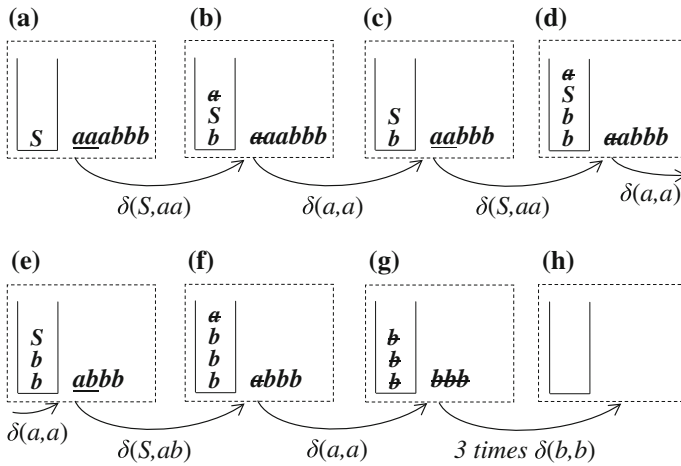 (a)
S aaabbb
δ(S,aa)
(b)
a
S
b aaabbb
δ(a,a)
(c)
S
b aabbb
δ(S,aa)
(d)
a
S
b
b aabbb
δ(a,a)
(e)
S
b
b abbb
δ(a,a)
δ(S,ab)
(f)
a
b
b
b abbb
δ(a,a)
(g)
b
b
b bbb
3 times δ(b,b)
(h)